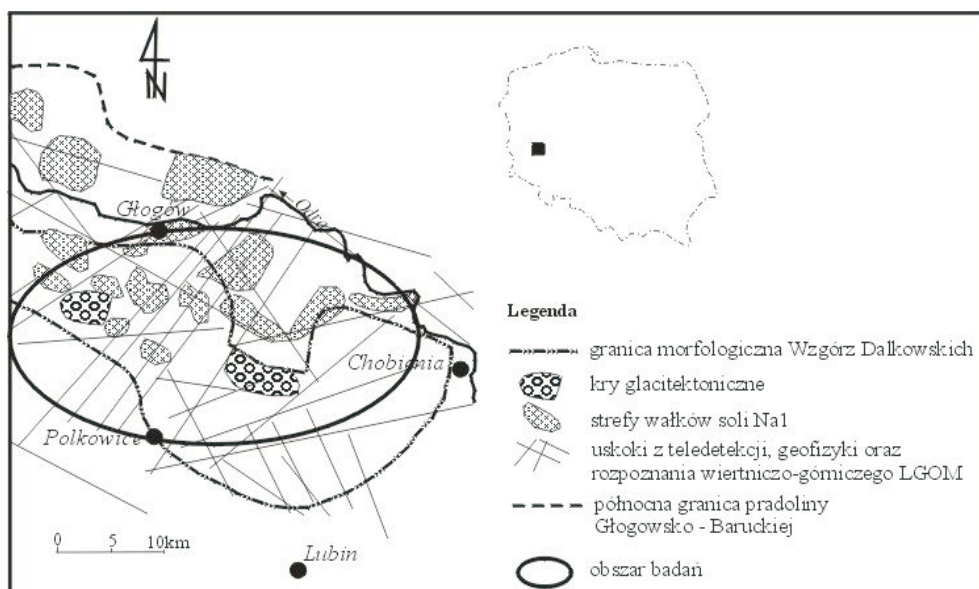 N
Głogów
Odra
Chobienia
Polkowice
0 5 10km
Lubin
Legenda
granica morfologiczna Wzgórz Dalkowskich
kry glacitektoniczne
strefy wałków soli Na1
uskoki z teledetekcji, geofizyki oraz
rozpoznania wiertniczo-górniczego LGOM
północna granica pradoliny
Głogowsko - Baruckiej
obszar badań